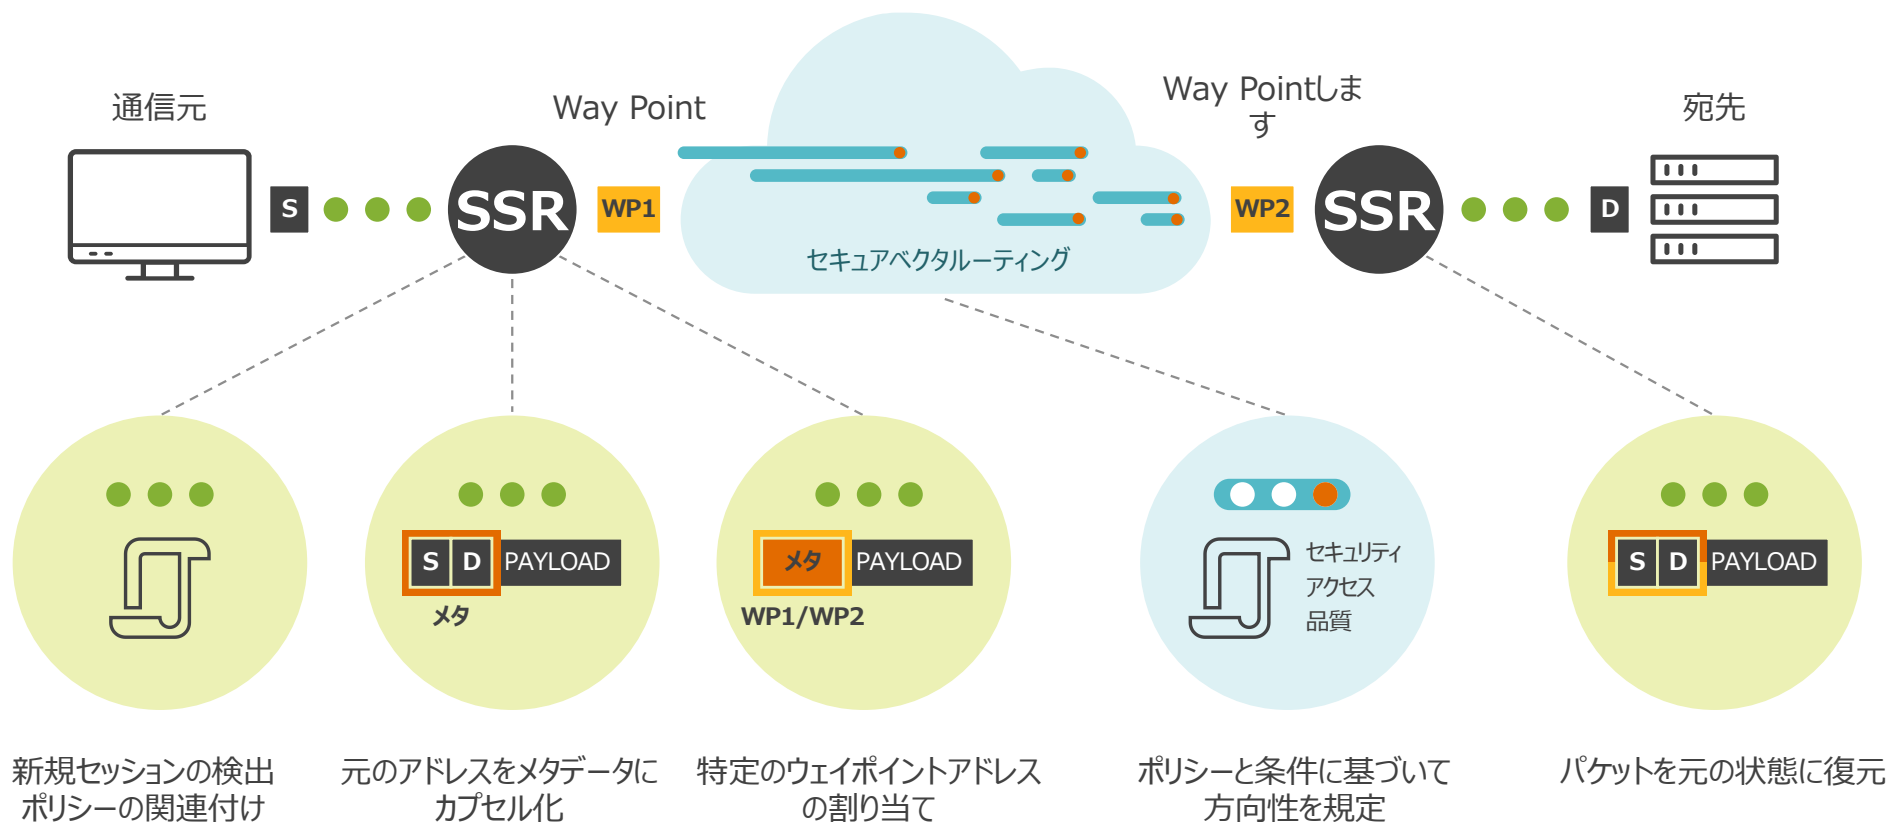 通信元
Way Point
Way Pointしま
す
宛先
S
SSR
WP1
WP2
SSR
D
セキュアベクタルーティング
S D PAYLOAD
メタ
メタ PAYLOAD
WP1/WP2
セキュリティ
アクセス
品質
S D PAYLOAD
新規セッションの検出
ポリシーの関連付け
元のアドレスをメタデータに
カプセル化
特定のウェイポイントアドレス
の割り当て
ポリシーと条件に基づいて
方向性を規定
パケットを元の状態に復元